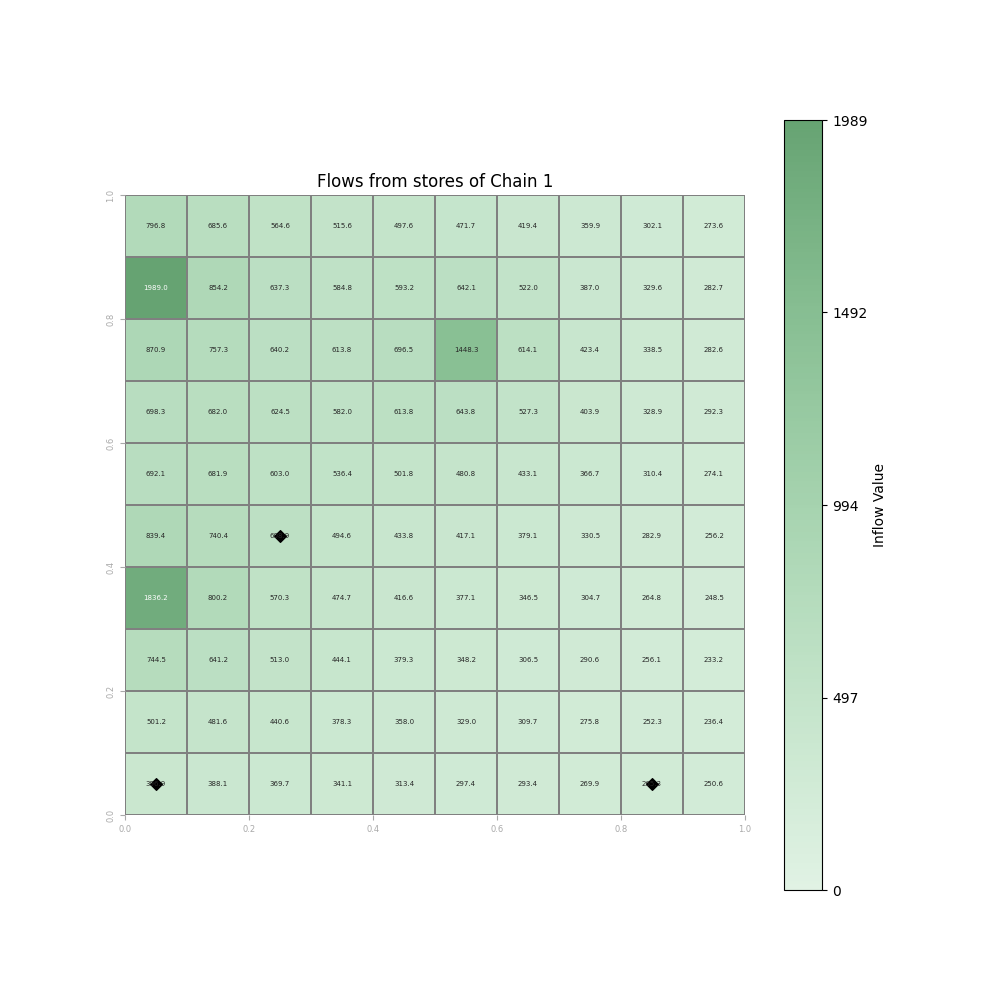 Flows from stores of Chain 1
1.0
796.8 685.6 564.6 515.6 497.6 471.7 419.4 359.9 302.1 273.6
1989.0 854.2 637.3 584.8 593.2 642.1 522.0 387.0 329.6 282.7
0.8
870.9 757.3 640.2 613.8 696.5 1448.3 614.1 423.4 338.5 282.6
698.3 682.0 624.5 582.0 613.8 643.8 527.3 403.9 328.9 292.3
0.6
692.1 681.9 603.0 536.4 501.8 480.8 433.1 366.7 310.4 274.1
839.4 740.4 494.6 433.8 417.1 379.1 330.5 282.9 256.2
0.4
1836.2 800.2 570.3 474.7 416.6 377.1 346.5 304.7 264.8 248.5
744.5 641.2 513.0 444.1 379.3 348.2 306.5 290.6 256.1 233.2
0.2
501.2 481.6 440.6 378.3 358.0 329.0 309.7 275.8 252.3 236.4
388.1 369.7 341.1 313.4 297.4 293.4 269.9 250.6
0.0
0.0 0.2 0.4 0.6 0.8 1.0
1989
1492
994
497
0
Inflow Value